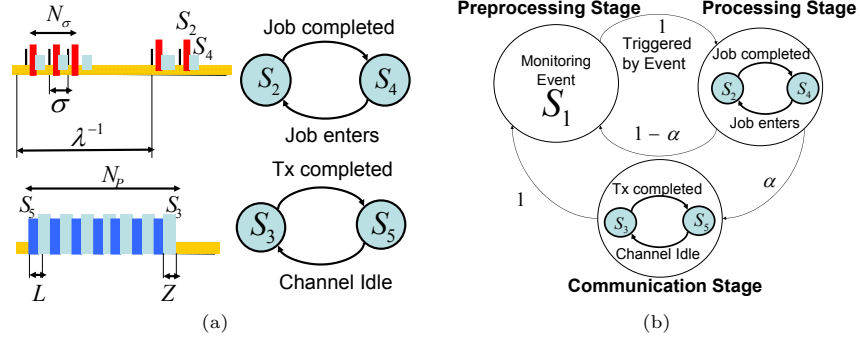 N_σ
S_2
S_4
σ
λ^{-1}
Job completed
S_2
S_4
Job enters
N_P
S_5
S_3
L
Z
Tx completed
S_3
S_5
Channel Idle
(a)
Preprocessing Stage
Processing Stage
1
Triggered
by Event
Monitoring
Event
S_1
Job completed
S_2
S_4
Job enters
1 − α
α
1
Tx completed
S_3
S_5
Channel Idle
Communication Stage
(b)